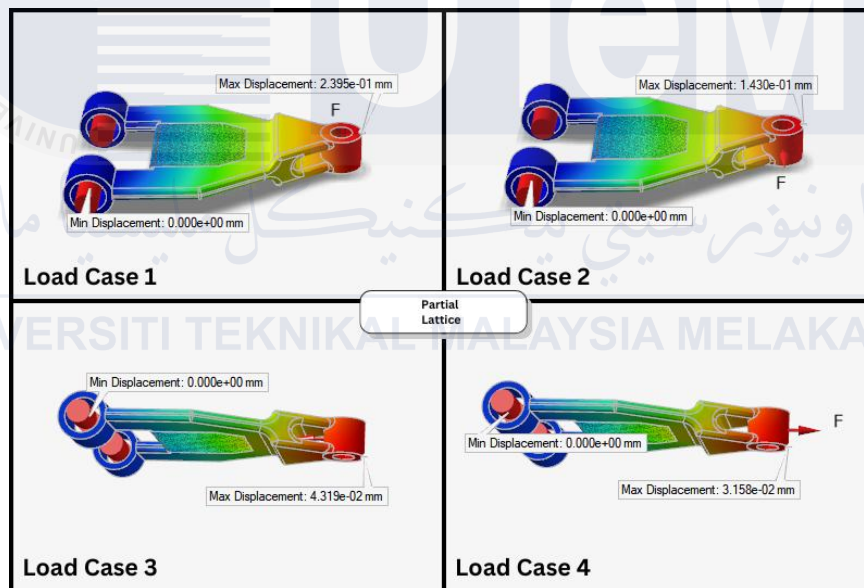 UTeM
Max Displacement: 2.395e-01 mm
F
Min Displacement: 0.000e+00 mm
Load Case 1
Max Displacement: 1.430e-01 mm
F
Min Displacement: 0.000e+00 mm
Load Case 2
Partial
Lattice
VERSITI TEKNIKAL MALAYSIA MELAKA
Min Displacement: 0.000e+00 mm
Max Displacement: 4.319e-02 mm
Load Case 3
Min Displacement: 0.000e+00 mm
F
Max Displacement: 3.158e-02 mm
Load Case 4